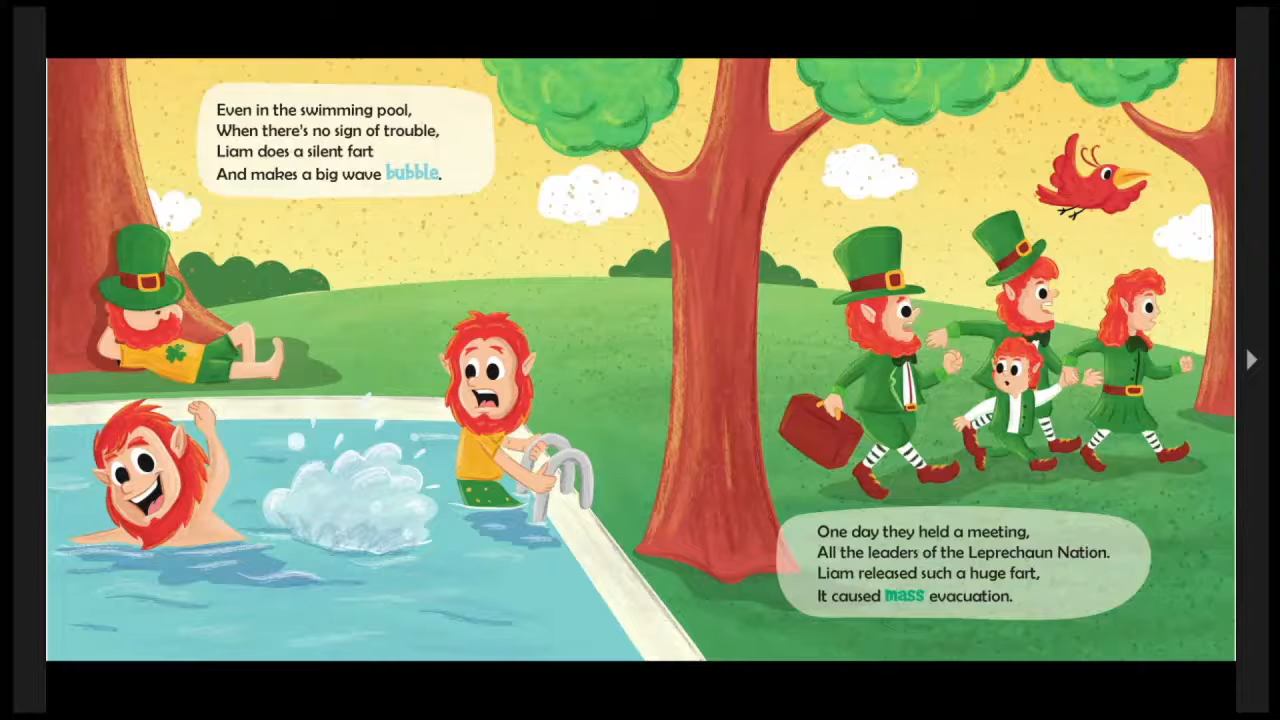 Even in the swimming pool,
When there's no sign of trouble,
Liam does a silent fart
And makes a big wave bubble.
One day they held a meeting,
All the leaders of the Leprechaun Nation.
Liam released such a huge fart,
It caused mass evacuation.